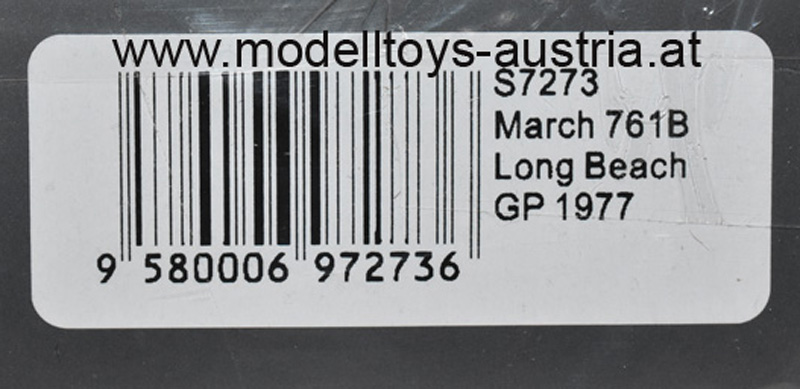 www.modelltoys-austria.at
S7273
March 761B
Long Beach
GP 1977
9 580006 972736